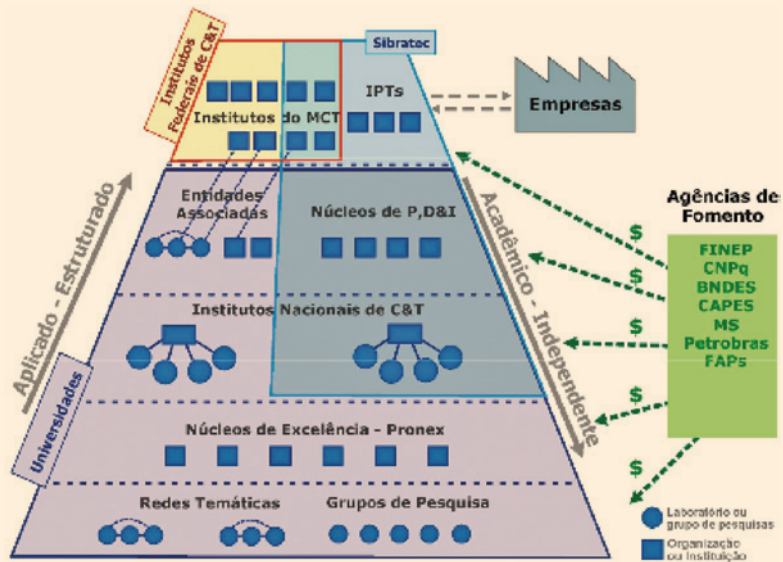 Institutos
Federais de C&T
Sibratec
Institutos do MCT
IPTs
Empresas
Aplicado - Estruturado
Entidades
Associadas
Núcleos de P,D&I
Acadêmico - Independente
Agências de
Fomento
$
$
$
$
$
FINEP
CNPq
BNDES
CAPES
MS
Petrobras
FAPs
Institutos Nacionais de C&T
Universidades
Núcleos de Excelência - Pronex
Redes Temáticas
Grupos de Pesquisa
Laboratório ou
grupo de pesquisas
Organização
ou Instituição